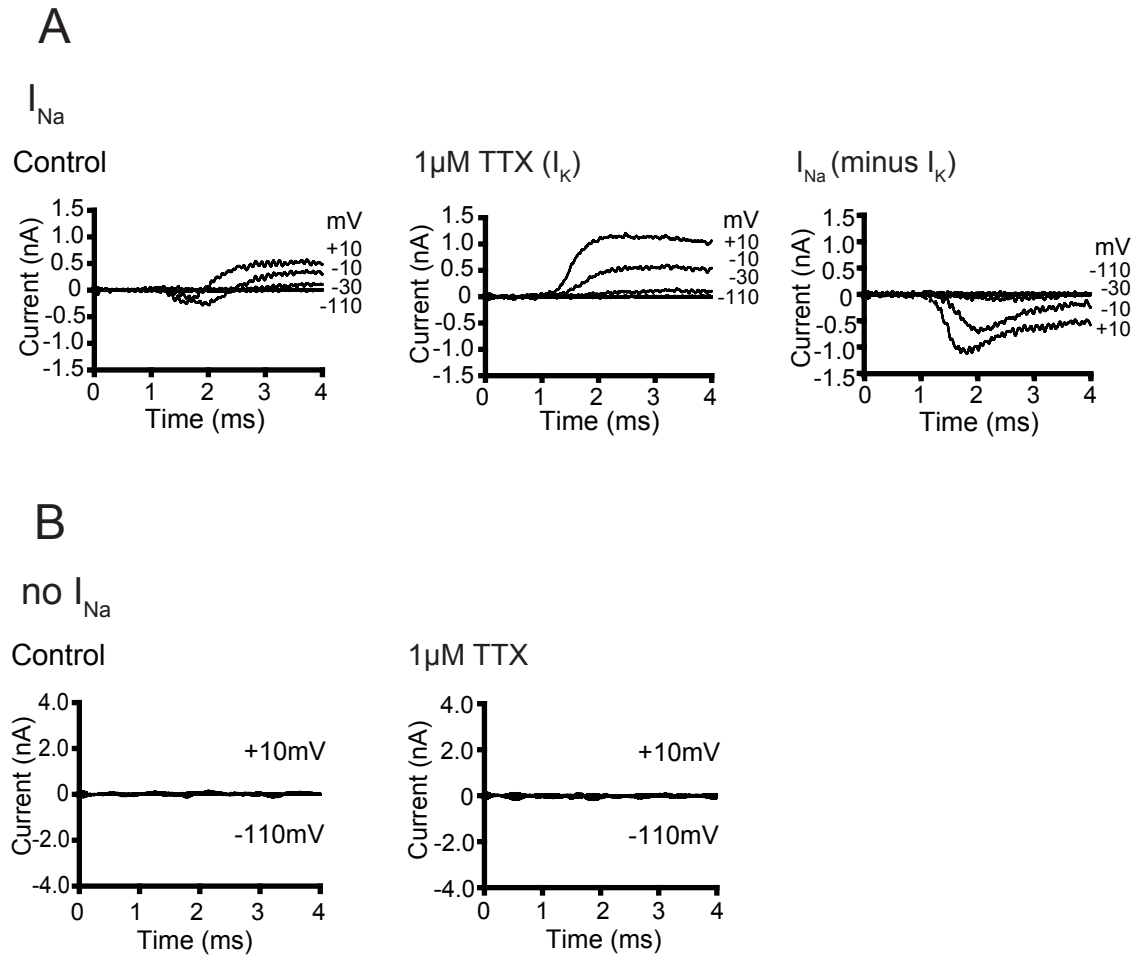 A
I_Na
Control
1µM TTX (I_K)
I_Na (minus I_K)
Current (nA)
1.5
1.0
0.5
0
-0.5
-1.0
-1.5
0 1 2 3 4
Time (ms)
mV
+10
-10
-30
-110
Current (nA)
1.5
1.0
0.5
0
-0.5
-1.0
-1.5
0 1 2 3 4
Time (ms)
mV
+10
-10
-30
-110
Current (nA)
1.5
1.0
0.5
0
-0.5
-1.0
-1.5
0 1 2 3 4
Time (ms)
mV
-110
-30
-10
+10
B
no I_Na
Control
1µM TTX
Current (nA)
4.0
2.0
0
-2.0
-4.0
0 1 2 3 4
Time (ms)
+10mV
-110mV
Current (nA)
4.0
2.0
0
-2.0
-4.0
0 1 2 3 4
Time (ms)
+10mV
-110mV